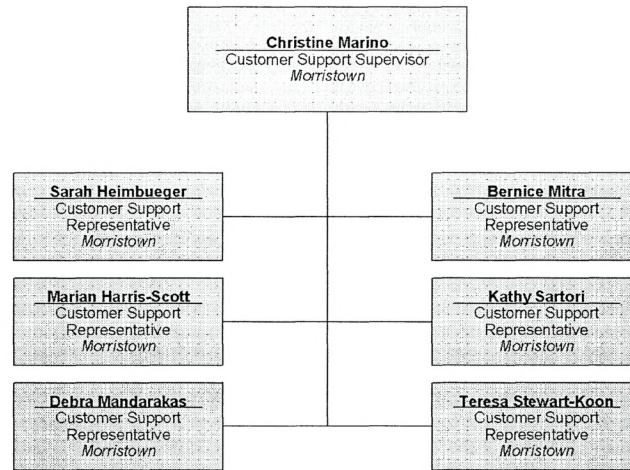 Christine Marino
Customer Support Supervisor
Morristown
Sarah Heimbueger
Customer Support
Representative
Morristown
Bernice Mitra
Customer Support
Representative
Morristown
Marian Harris-Scott
Customer Support
Representative
Morristown
Kathy Sartori
Customer Support
Representative
Morristown
Debra Mandarakas
Customer Support
Representative
Morristown
Teresa Stewart-Koon
Customer Support
Representative
Morristown